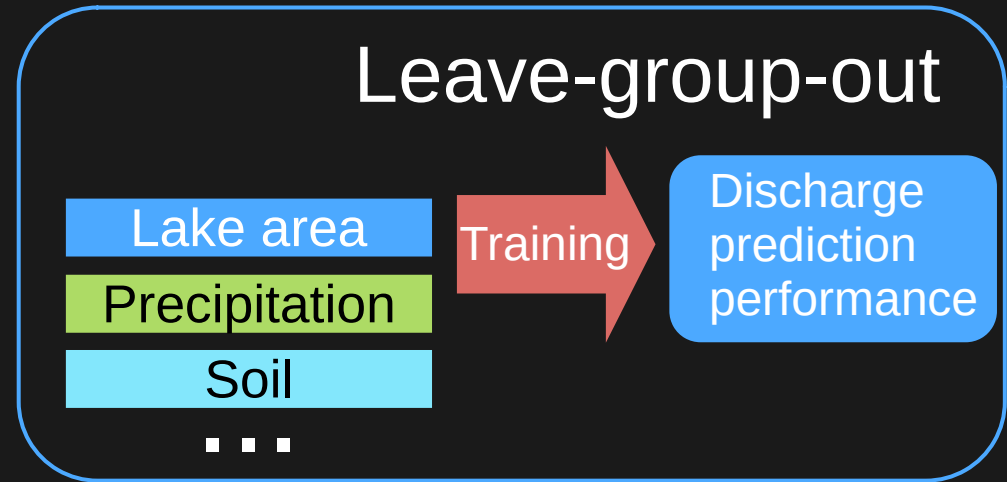 Leave-group-out
Lake area
Precipitation
Soil
...
Training
Discharge
prediction
performance